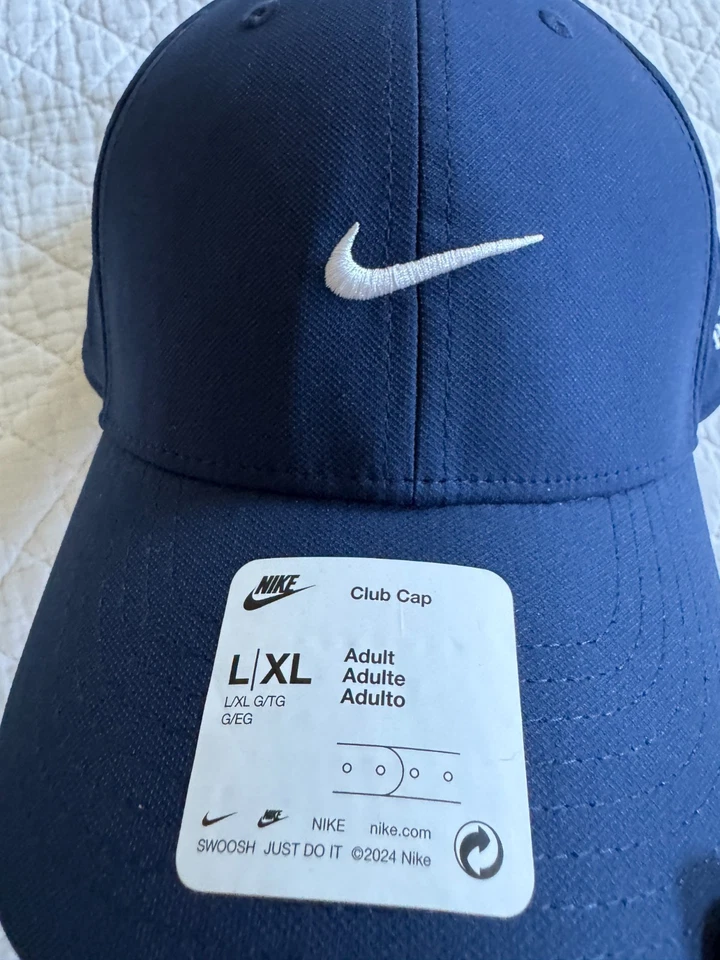 NIKE
Club Cap
L|XL
L/XL G/TG
G/EG
Adult
Adulte
Adulto
NIKE
NIKE nike.com
SWOOSH JUST DO IT ©2024 Nike